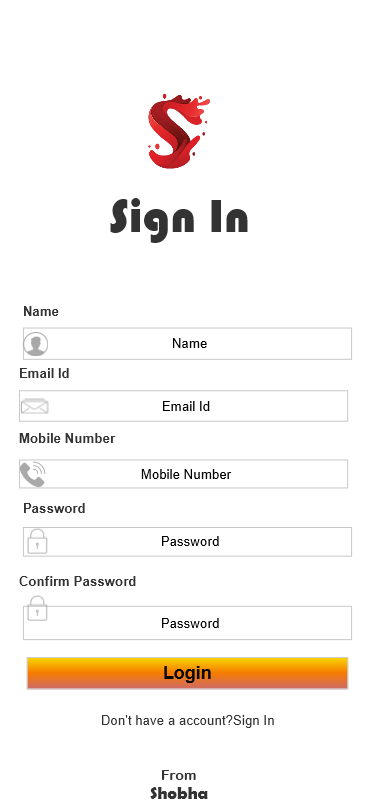 Sign In
Name
Name
Email Id
Email Id
Mobile Number
Mobile Number
Password
Password
Confirm Password
Password
Login
Don't have a account?Sign In
From
Shobha